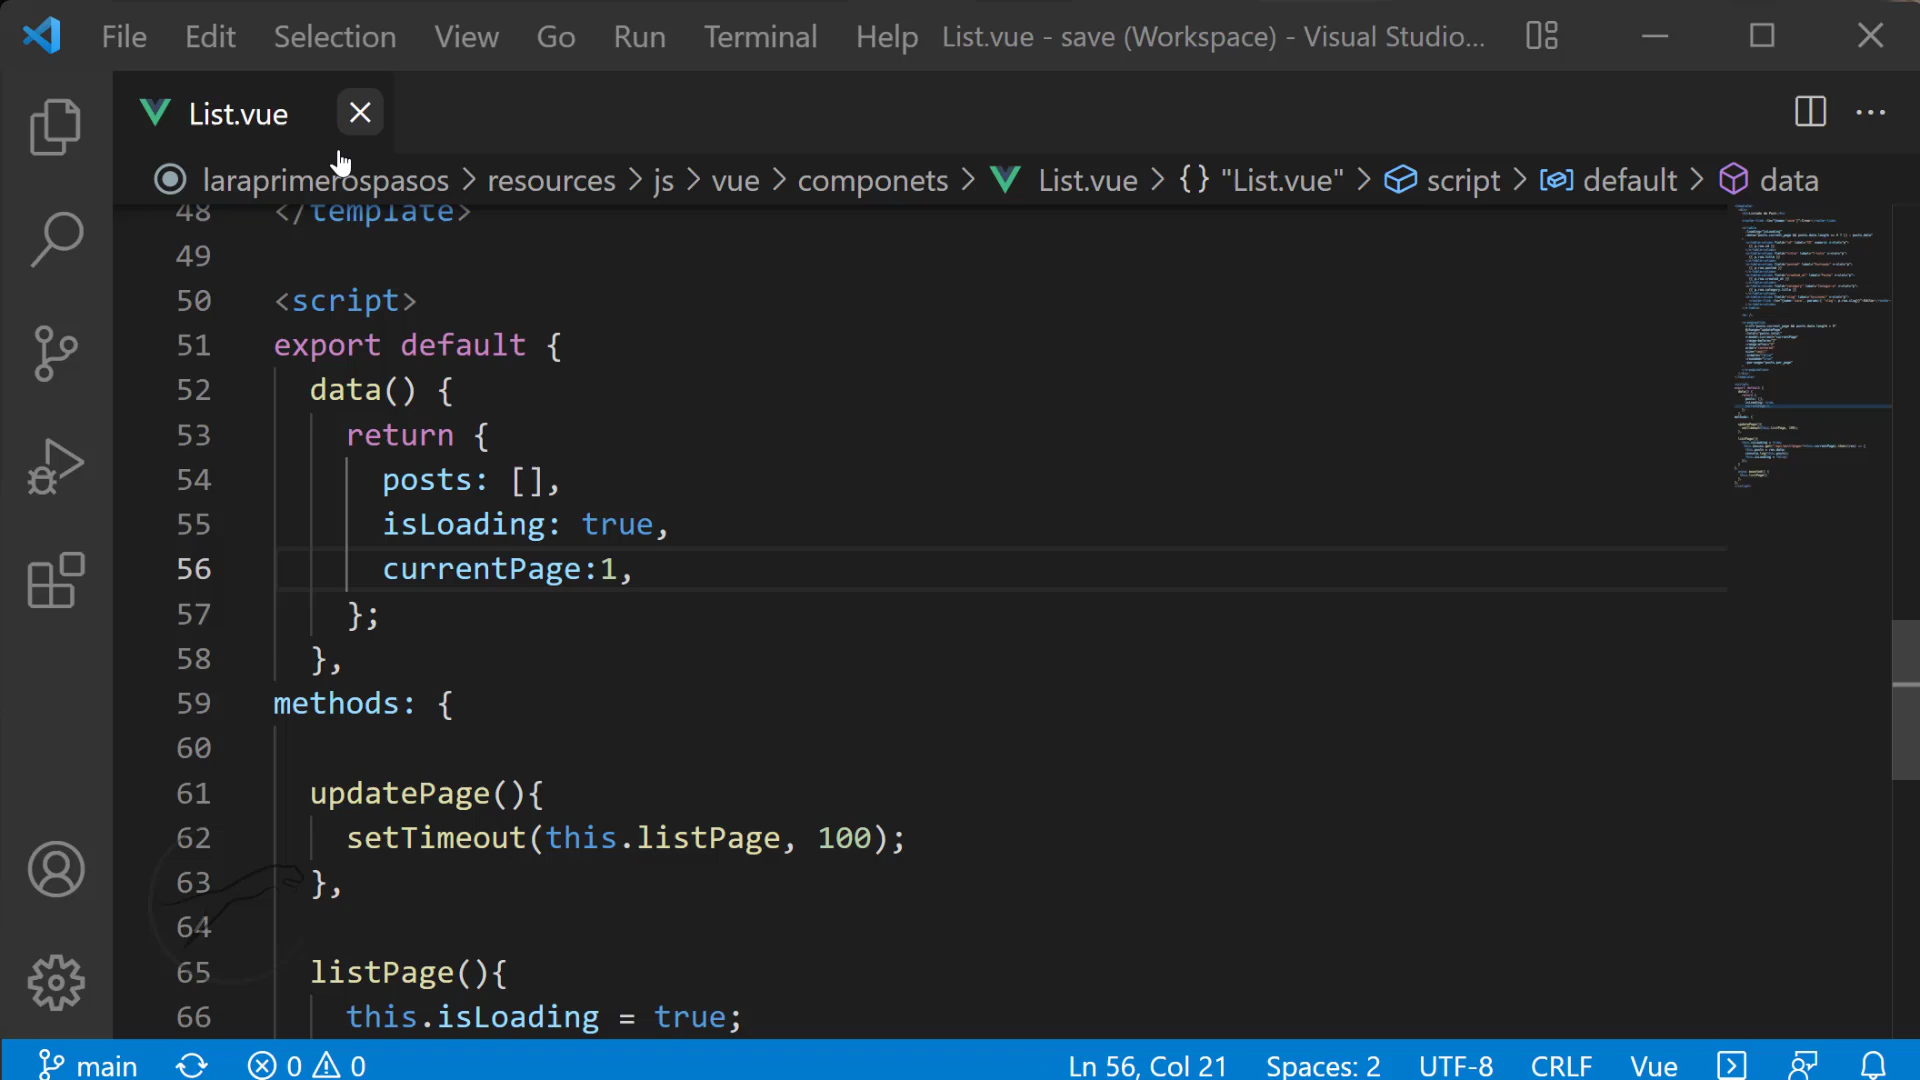 File Edit Selection View Go Run Terminal Help List.vue - save (Workspace) - Visual Studio...
List.vue
laraprimerospasos > resources > js > vue > componets > List.vue > {} "List.vue" > script > default > data
48 </template>
49
50 <script>
51 export default {
52 data() {
53 return {
54 posts: [],
55 isLoading: true,
56 currentPage:1,
57 };
58 },
59 methods: {
60
61 updatePage(){
62 setTimeout(this.listPage, 100);
63 },
64
65 listPage(){
66 this.isLoading = true;
main 0 0 Ln 56, Col 21 Spaces: 2 UTF-8 CRLF Vue